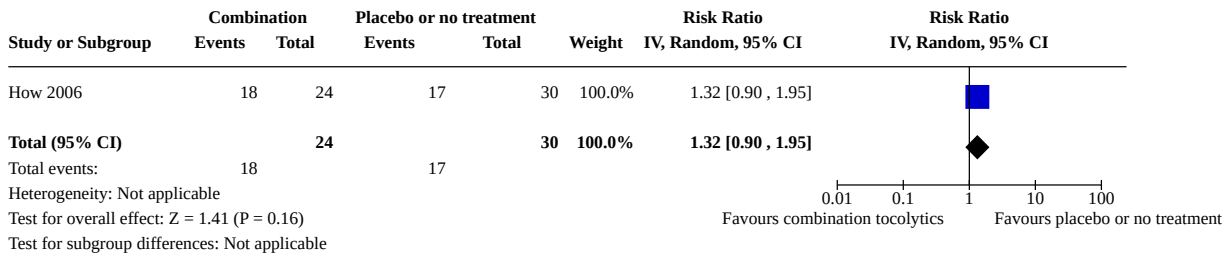 Combination Placebo or no treatment Risk Ratio Risk Ratio
Study or Subgroup Events Total Events Total Weight IV, Random, 95% CI IV, Random, 95% CI
How 2006 18 24 17 30 100.0% 1.32 [0.90 , 1.95]
Total (95% CI) 24 30 100.0% 1.32 [0.90 , 1.95]
Total events: 18 17
Heterogeneity: Not applicable
0.01 0.1 1 10 100
Test for overall effect: Z = 1.41 (P = 0.16) Favours combination tocolytics Favours placebo or no treatment
Test for subgroup differences: Not applicable